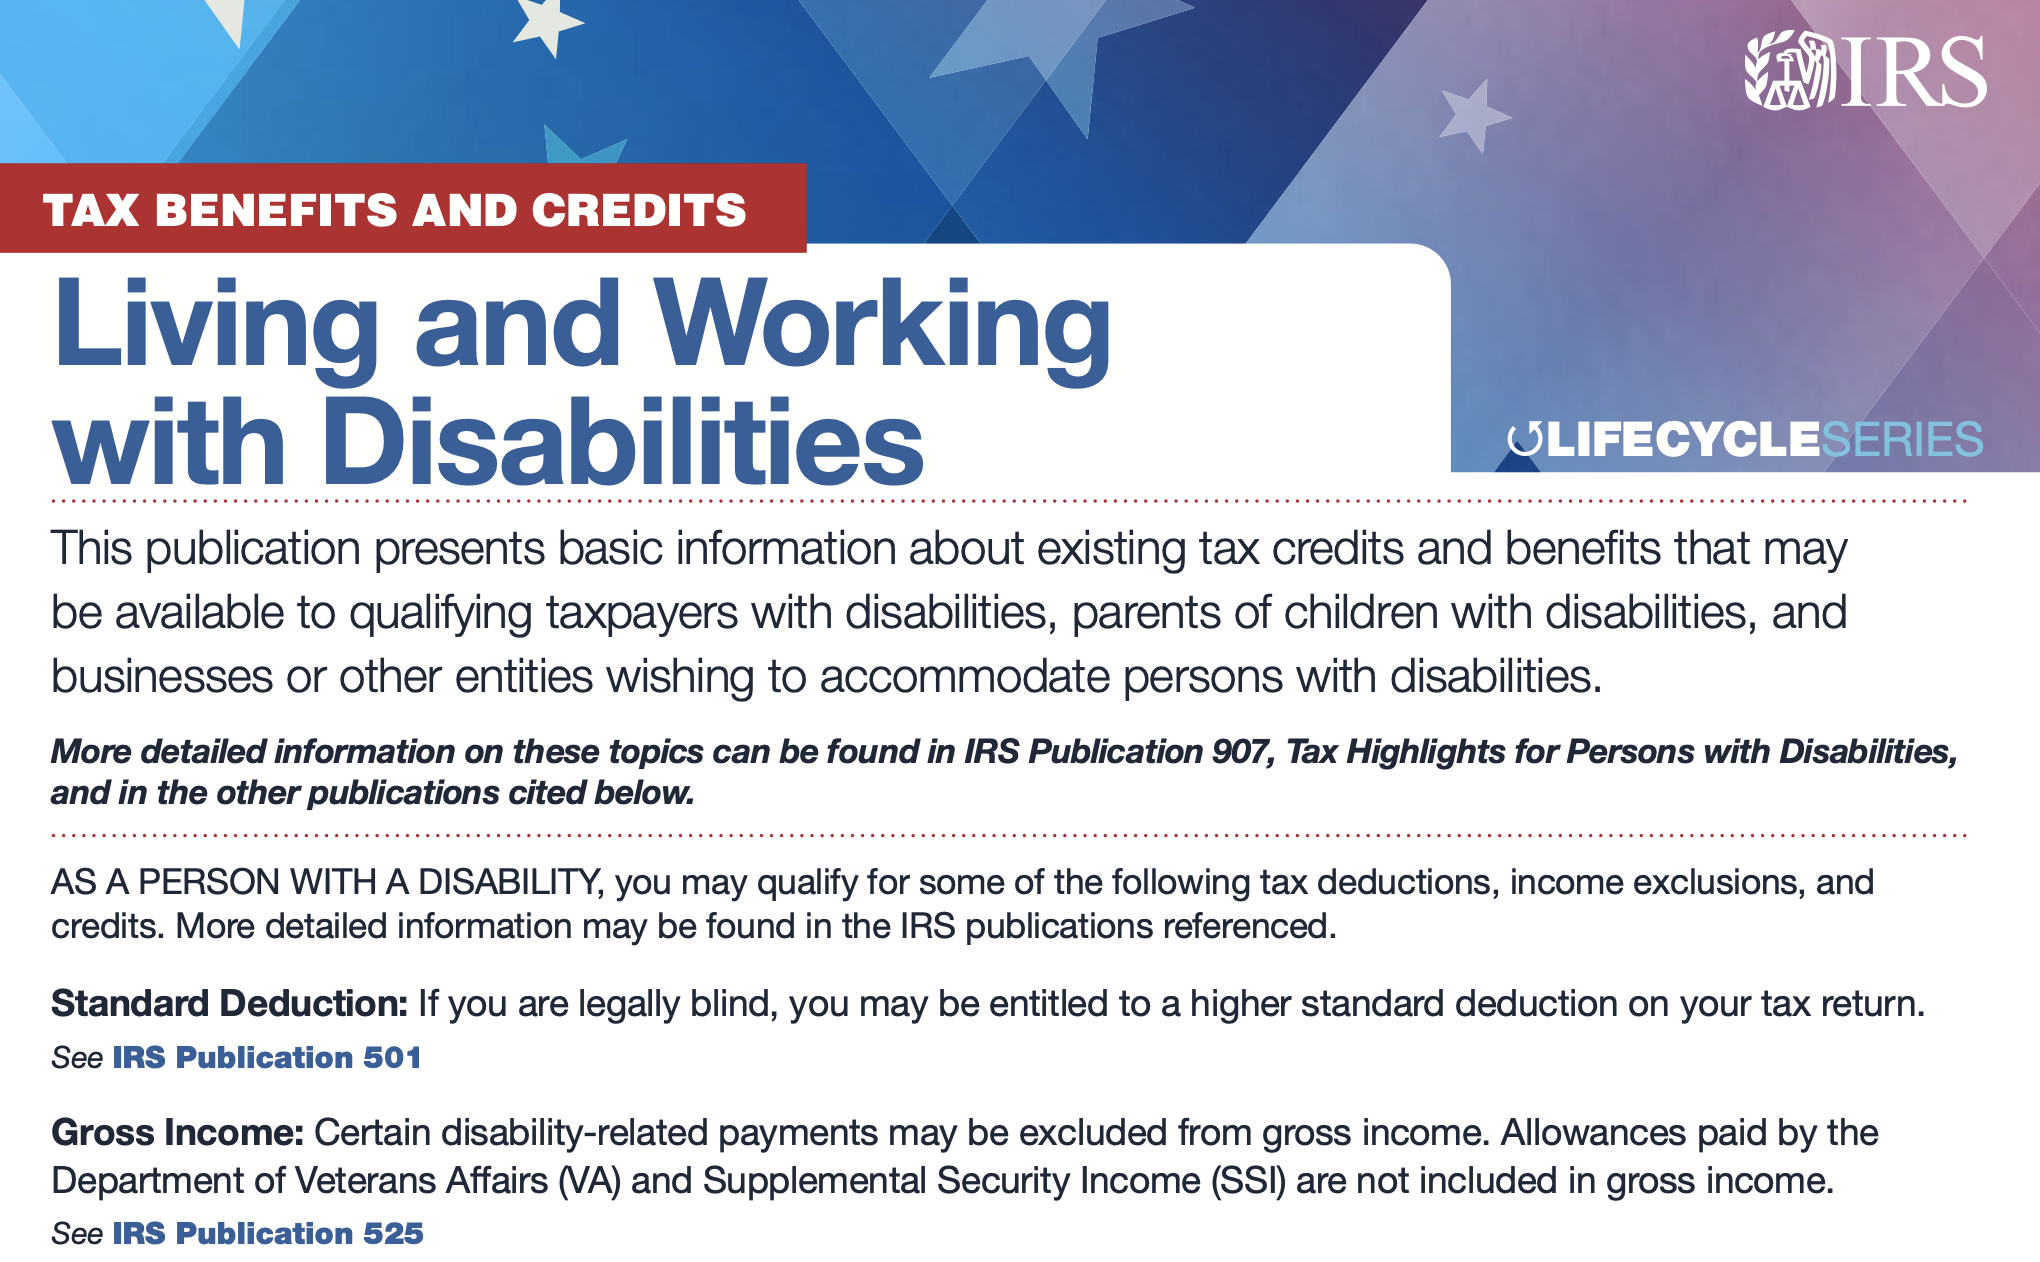 IRS
TAX BENEFITS AND CREDITS
Living and Working
with Disabilities
LIFECYCLESERIES
This publication presents basic information about existing tax credits and benefits that may
be available to qualifying taxpayers with disabilities, parents of children with disabilities, and
businesses or other entities wishing to accommodate persons with disabilities.
More detailed information on these topics can be found in IRS Publication 907, Tax Highlights for Persons with Disabilities,
and in the other publications cited below.
AS A PERSON WITH A DISABILITY, you may qualify for some of the following tax deductions, income exclusions, and
credits. More detailed information may be found in the IRS publications referenced.
Standard Deduction: If you are legally blind, you may be entitled to a higher standard deduction on your tax return.
See IRS Publication 501
Gross Income: Certain disability-related payments may be excluded from gross income. Allowances paid by the
Department of Veterans Affairs (VA) and Supplemental Security Income (SSI) are not included in gross income.
See IRS Publication 525